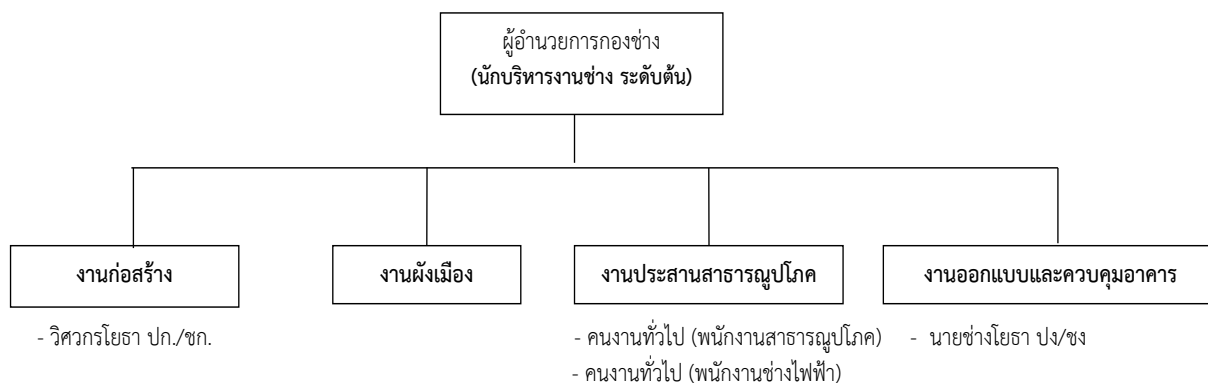 ผู้อำนวยการกองช่าง
(นักบริหารงานช่าง ระดับต้น)
งานก่อสร้าง
งานผังเมือง
งานประสานสาธารณูปโภค
งานออกแบบและควบคุมอาคาร
- วิศวกรโยธา ปก./ชก.
- คนงานทั่วไป (พนักงานสาธารณูปโภค)
- นายช่างโยธา ปง/ชง
- คนงานทั่วไป (พนักงานช่างไฟฟ้า)